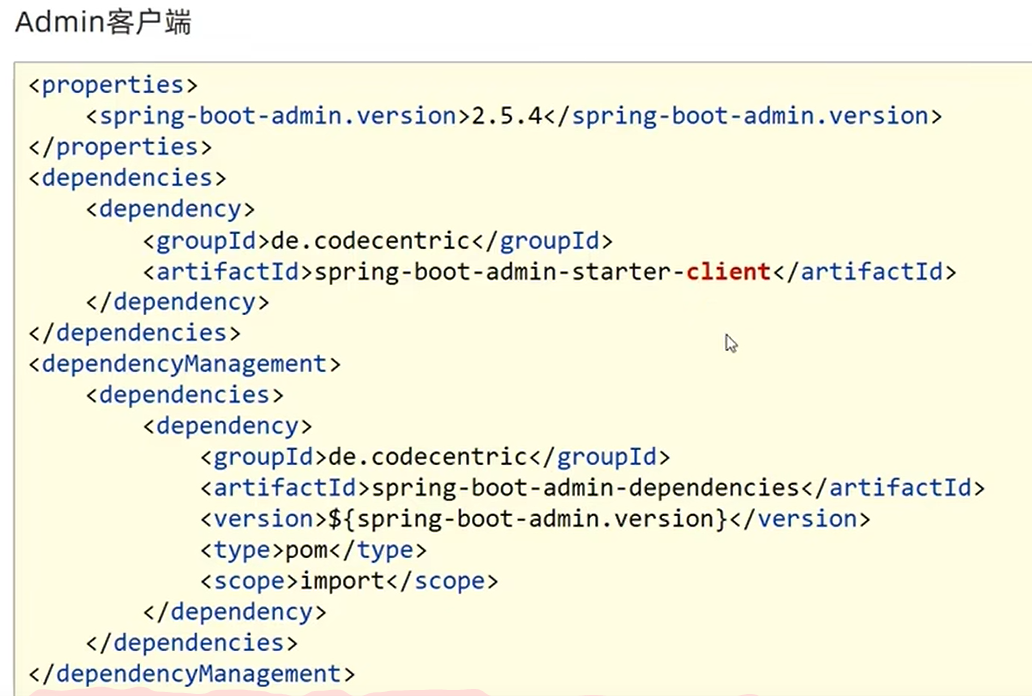 Admin客户端
<properties>
    <spring-boot-admin.version>2.5.4</spring-boot-admin.version>
</properties>
<dependencies>
    <dependency>
        <groupId>de.codecentric</groupId>
        <artifactId>spring-boot-admin-starter-client</artifactId>
    </dependency>
</dependencies>
<dependencyManagement>
    <dependencies>
        <dependency>
            <groupId>de.codecentric</groupId>
            <artifactId>spring-boot-admin-dependencies</artifactId>
            <version>${spring-boot-admin.version}</version>
            <type>pom</type>
            <scope>import</scope>
        </dependency>
    </dependencies>
</dependencyManagement>